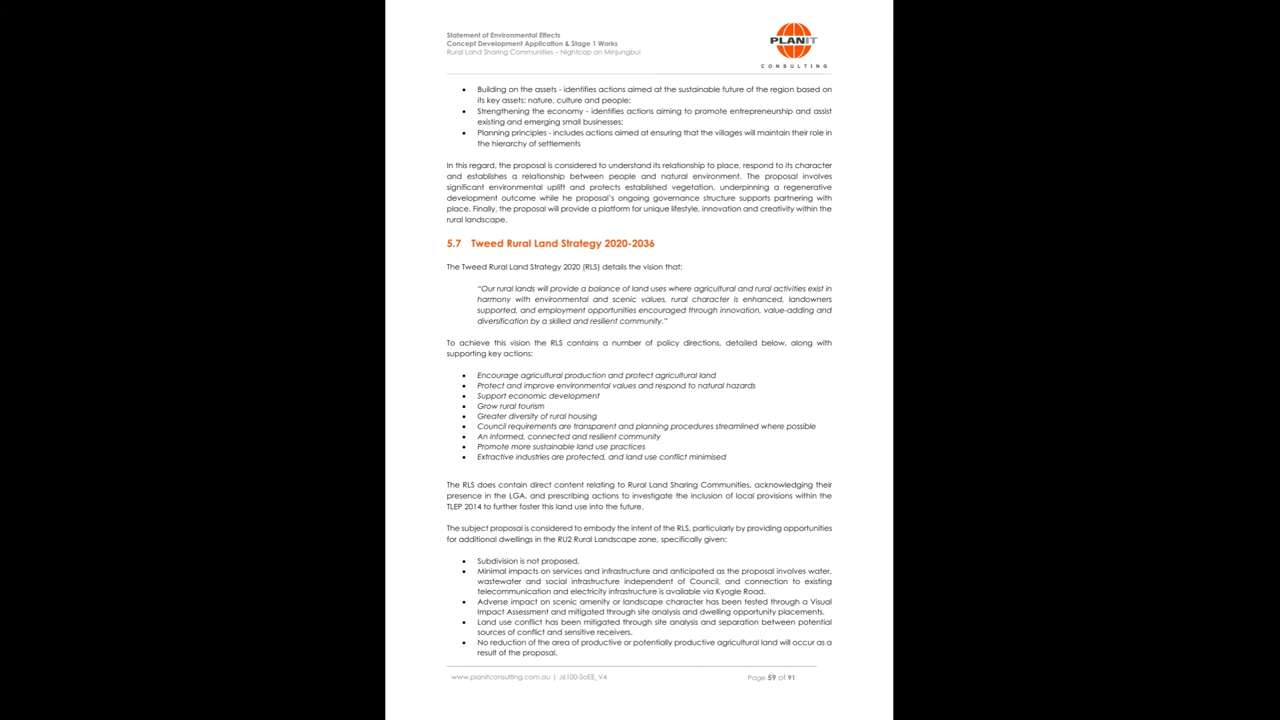 Statement of Environmental Effects
Concept Development Application & Stage 1 Works
Rural Land Sharing Communities – Nightcap on Minjungbul
PLANIT
CONSULTING
• Building on the assets - identifies actions aimed at the sustainable future of the region based on
its key assets: nature, culture and people;
• Strengthening the economy - identifies actions aiming to promote entrepreneurship and assist
existing and emerging small businesses;
• Planning principles - includes actions aimed at ensuring that the villages will maintain their role in
the hierarchy of settlements
In this regard, the proposal is considered to understand its relationship to place, respond to its character
and establishes a relationship between people and natural environment. The proposal involves
significant environmental uplift and protects established vegetation, underpinning a regenerative
development outcome while he proposal's ongoing governance structure supports partnering with
place. Finally, the proposal will provide a platform for unique lifestyle, innovation and creativity within the
rural landscape.
5.7 Tweed Rural Land Strategy 2020-2036
The Tweed Rural Land Strategy 2020 (RLS) details the vision that:
"Our rural lands will provide a balance of land uses where agricultural and rural activities exist in
harmony with environmental and scenic values, rural character is enhanced, landowners
supported, and employment opportunities encouraged through innovation, value-adding and
diversification by a skilled and resilient community."
To achieve this vision the RLS contains a number of policy directions, detailed below, along with
supporting key actions:
• Encourage agricultural production and protect agricultural land
• Protect and improve environmental values and respond to natural hazards
• Support economic development
• Grow rural tourism
• Greater diversity of rural housing
• Council requirements are transparent and planning procedures streamlined where possible
• An informed, connected and resilient community
• Promote more sustainable land use practices
• Extractive industries are protected, and land use conflict minimised
The RLS does contain direct content relating to Rural Land Sharing Communities, acknowledging their
presence in the LGA, and prescribing actions to investigate the inclusion of local provisions within the
TLEP 2014 to further foster this land use into the future.
The subject proposal is considered to embody the intent of the RLS, particularly by providing opportunities
for additional dwellings in the RU2 Rural Landscape zone, specifically given:
• Subdivision is not proposed,
• Minimal impacts on services and infrastructure and anticipated as the proposal involves water,
wastewater and social infrastructure independent of Council, and connection to existing
telecommunication and electricity infrastructure is available via Kyogle Road.
• Adverse impact on scenic amenity or landscape character has been tested through a Visual
Impact Assessment and mitigated through site analysis and dwelling opportunity placements.
• Land use conflict has been mitigated through site analysis and separation between potential
sources of conflict and sensitive receivers.
• No reduction of the area of productive or potentially productive agricultural land will occur as a
result of the proposal.
www.planitconsulting.com.au | J6100-SoEE_V4
Page 59 of 91